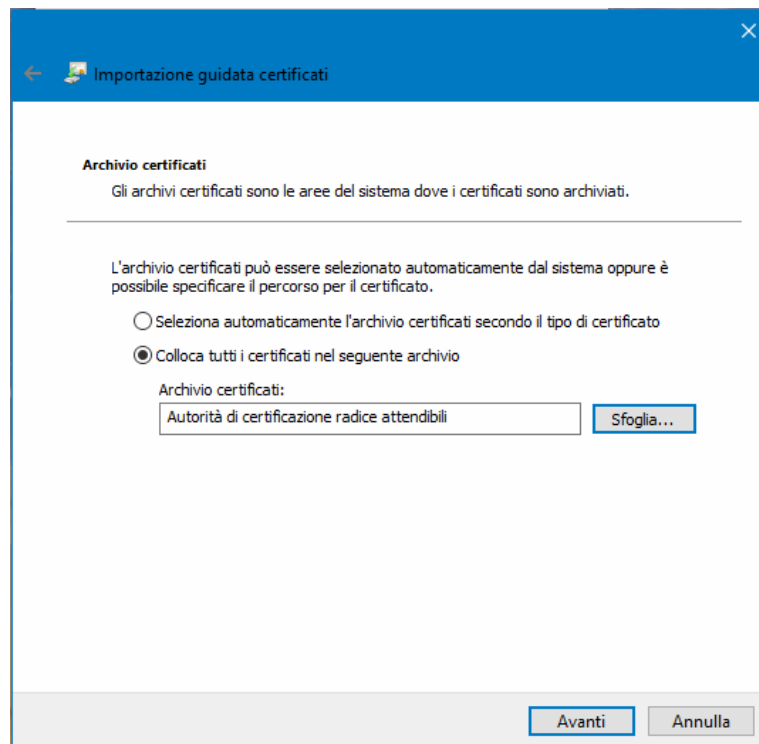 Importazione guidata certificati
Archivio certificati
Gli archivi certificati sono le aree del sistema dove i certificati sono archiviati.
L'archivio certificati può essere selezionato automaticamente dal sistema oppure è
possibile specificare il percorso per il certificato.
Seleziona automaticamente l'archivio certificati secondo il tipo di certificato
Colloca tutti i certificati nel seguente archivio
Archivio certificati:
Autorità di certificazione radice attendibili
Sfoglia...
Avanti
Annulla